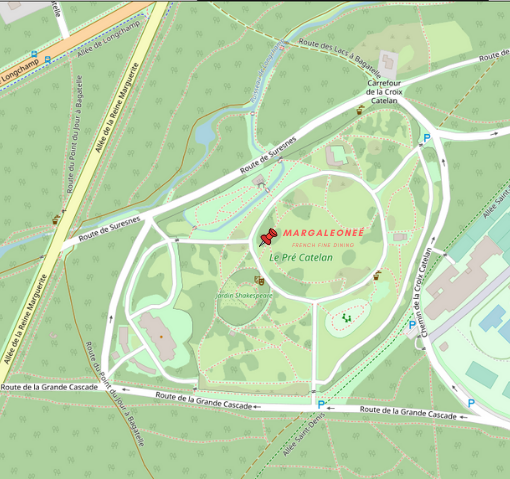 Bagatelle
Allée de Longchamp
Longchamp
Route des Lacs à Bagatelle
Route de
Carrefour
de la Croix
Catelan
Allée de la Reine Marguerite
Route du Point du Jour à Bagatelle
Route de Suresnes
Route de Suresnes
Allée Saint
MARGALEONEÉ
FRENCH FINE DINING
Le Pré Catelan
Jardin Shakespeare
Chemin de la Croix Catelan
Allée de la Reine Marguerite
Route du Point du Jour à Bagatelle
Route de la Grande Cascade
Route de la Grande Cascade
Route de la Grande Cascade
Allée Saint-Denis
P
P
P
P